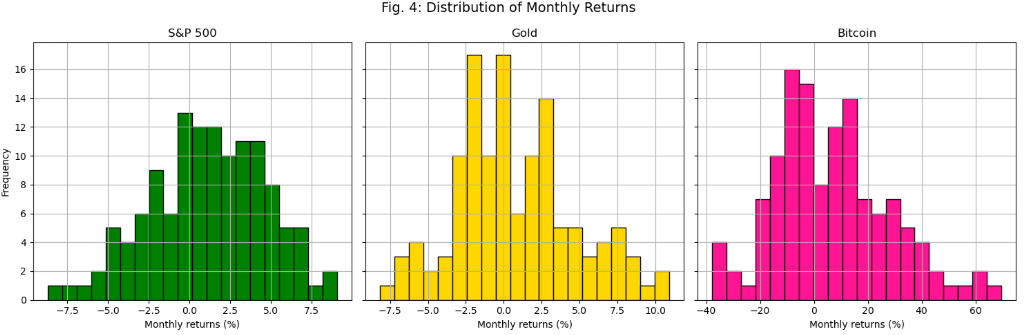 Fig. 4: Distribution of Monthly Returns
S&P 500
Gold
Bitcoin
Frequency
16
14
12
10
8
6
4
2
0
−7.5 −5.0 −2.5 0.0 2.5 5.0 7.5
−7.5 −5.0 −2.5 0.0 2.5 5.0 7.5 10.0
−40 −20 0 20 40 60
Monthly returns (%)
Monthly returns (%)
Monthly returns (%)